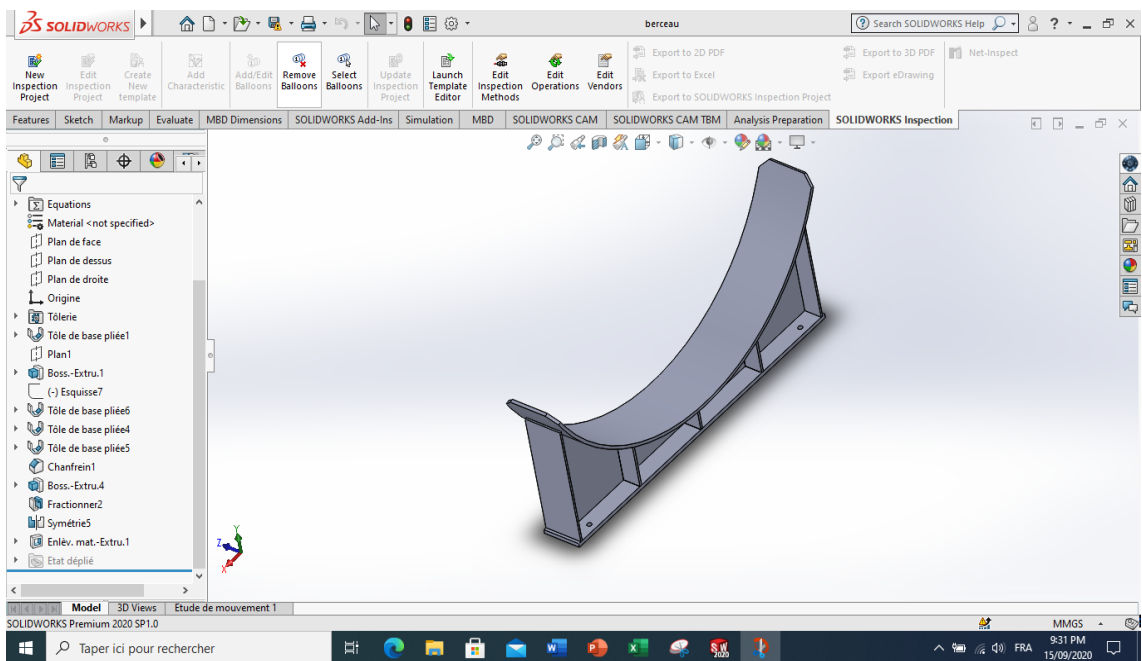 SOLIDWORKS
berceau
Search SOLIDWORKS Help
New Inspection Project
Edit Inspection Project
Create New template
Add Characteristic
Add/Edit Balloons
Remove Balloons
Select Balloons
Update Inspection Project
Launch Template Editor
Edit Inspection Methods
Edit Operations
Edit Vendors
Export to 2D PDF
Export to Excel
Export to SOLIDWORKS Inspection Project
Export to 3D PDF
Export eDrawing
Net-Inspect
Features Sketch Markup Evaluate MBD Dimensions SOLIDWORKS Add-Ins Simulation MBD SOLIDWORKS CAM SOLIDWORKS CAM TBM Analysis Preparation SOLIDWORKS Inspection
Equations
Material <not specified>
Plan de face
Plan de dessus
Plan de droite
Origine
Tôlerie
Tôle de base pliée1
Plan1
Boss.-Extru.1
(-) Esquisse7
Tôle de base pliée6
Tôle de base pliée4
Tôle de base pliée5
Chanfrein1
Boss.-Extru.4
Fractionner2
Symétrie5
Enlèv. mat.-Extru.1
Etat déplié
Y
Z
X
Model 3D Views Etude de mouvement 1
SOLIDWORKS Premium 2020 SP1.0
MMGS
Taper ici pour rechercher
FRA
9:31 PM
15/09/2020